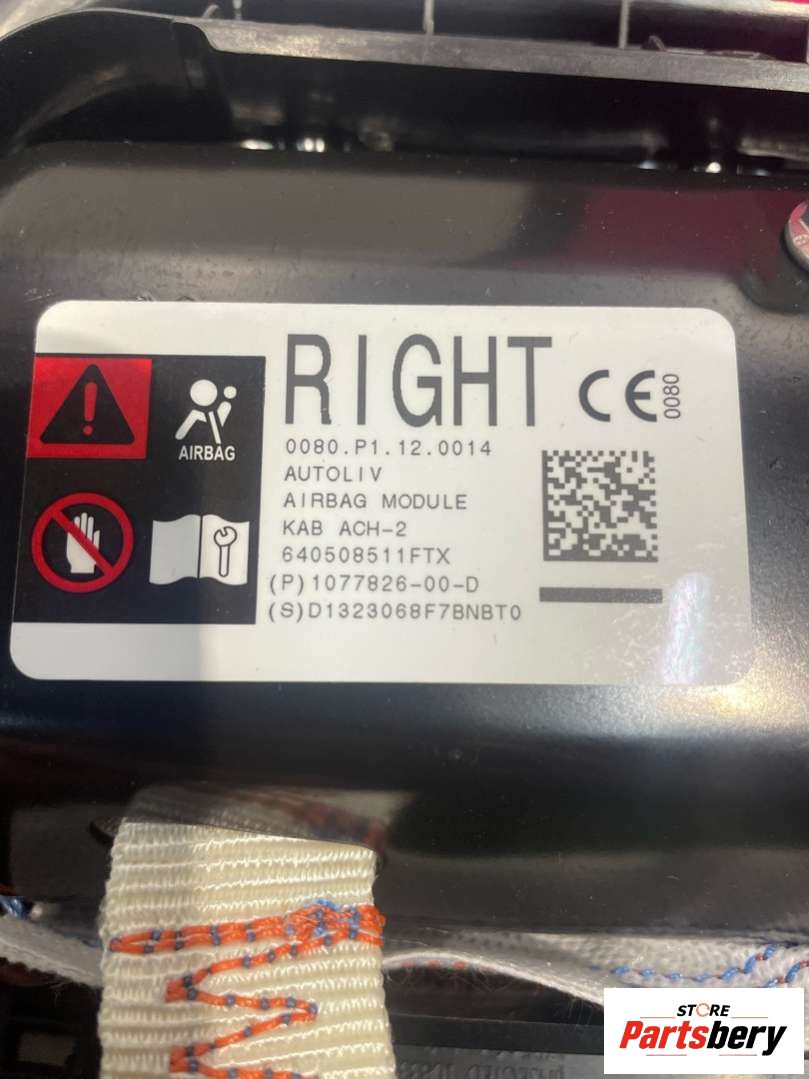 RIGHT
CE 0080
0080.P1.12.0014
AUTOLIV
AIRBAG MODULE
KAB ACH-2
640508511FTX
(P)1077826-00-D
(S)D1323068F7BNBT0
AIRBAG
STORE
Partsbery